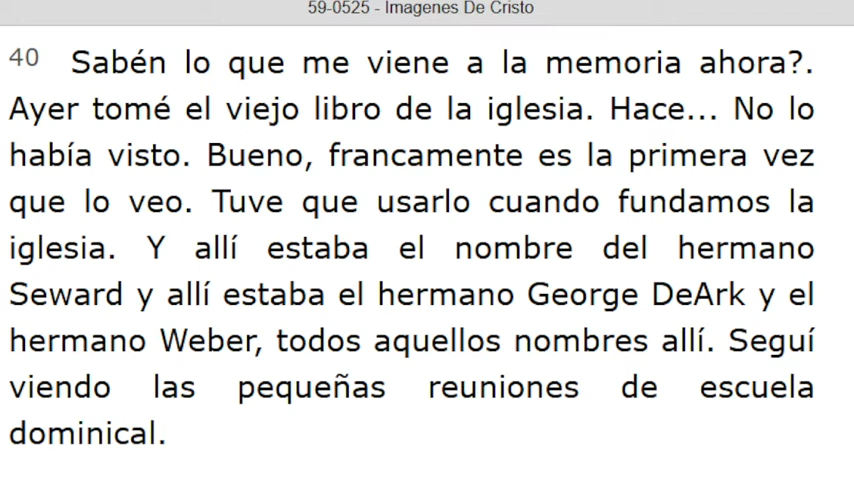 59-0525 - Imagenes De Cristo
40 Sabén lo que me viene a la memoria ahora?.
Ayer tomé el viejo libro de la iglesia. Hace... No lo
había visto. Bueno, francamente es la primera vez
que lo veo. Tuve que usarlo cuando fundamos la
iglesia. Y allí estaba el nombre del hermano
Seward y allí estaba el hermano George DeArk y el
hermano Weber, todos aquellos nombres allí. Seguí
viendo las pequeñas reuniones de escuela
dominical.